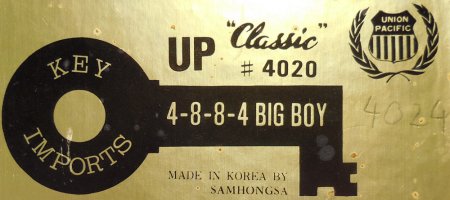 KEY
IMPORTS
UP "Classic"
# 4020
UNION
PACIFIC
4-8-8-4 BIG BOY
4024
MADE IN KOREA BY
SAMHONGSA